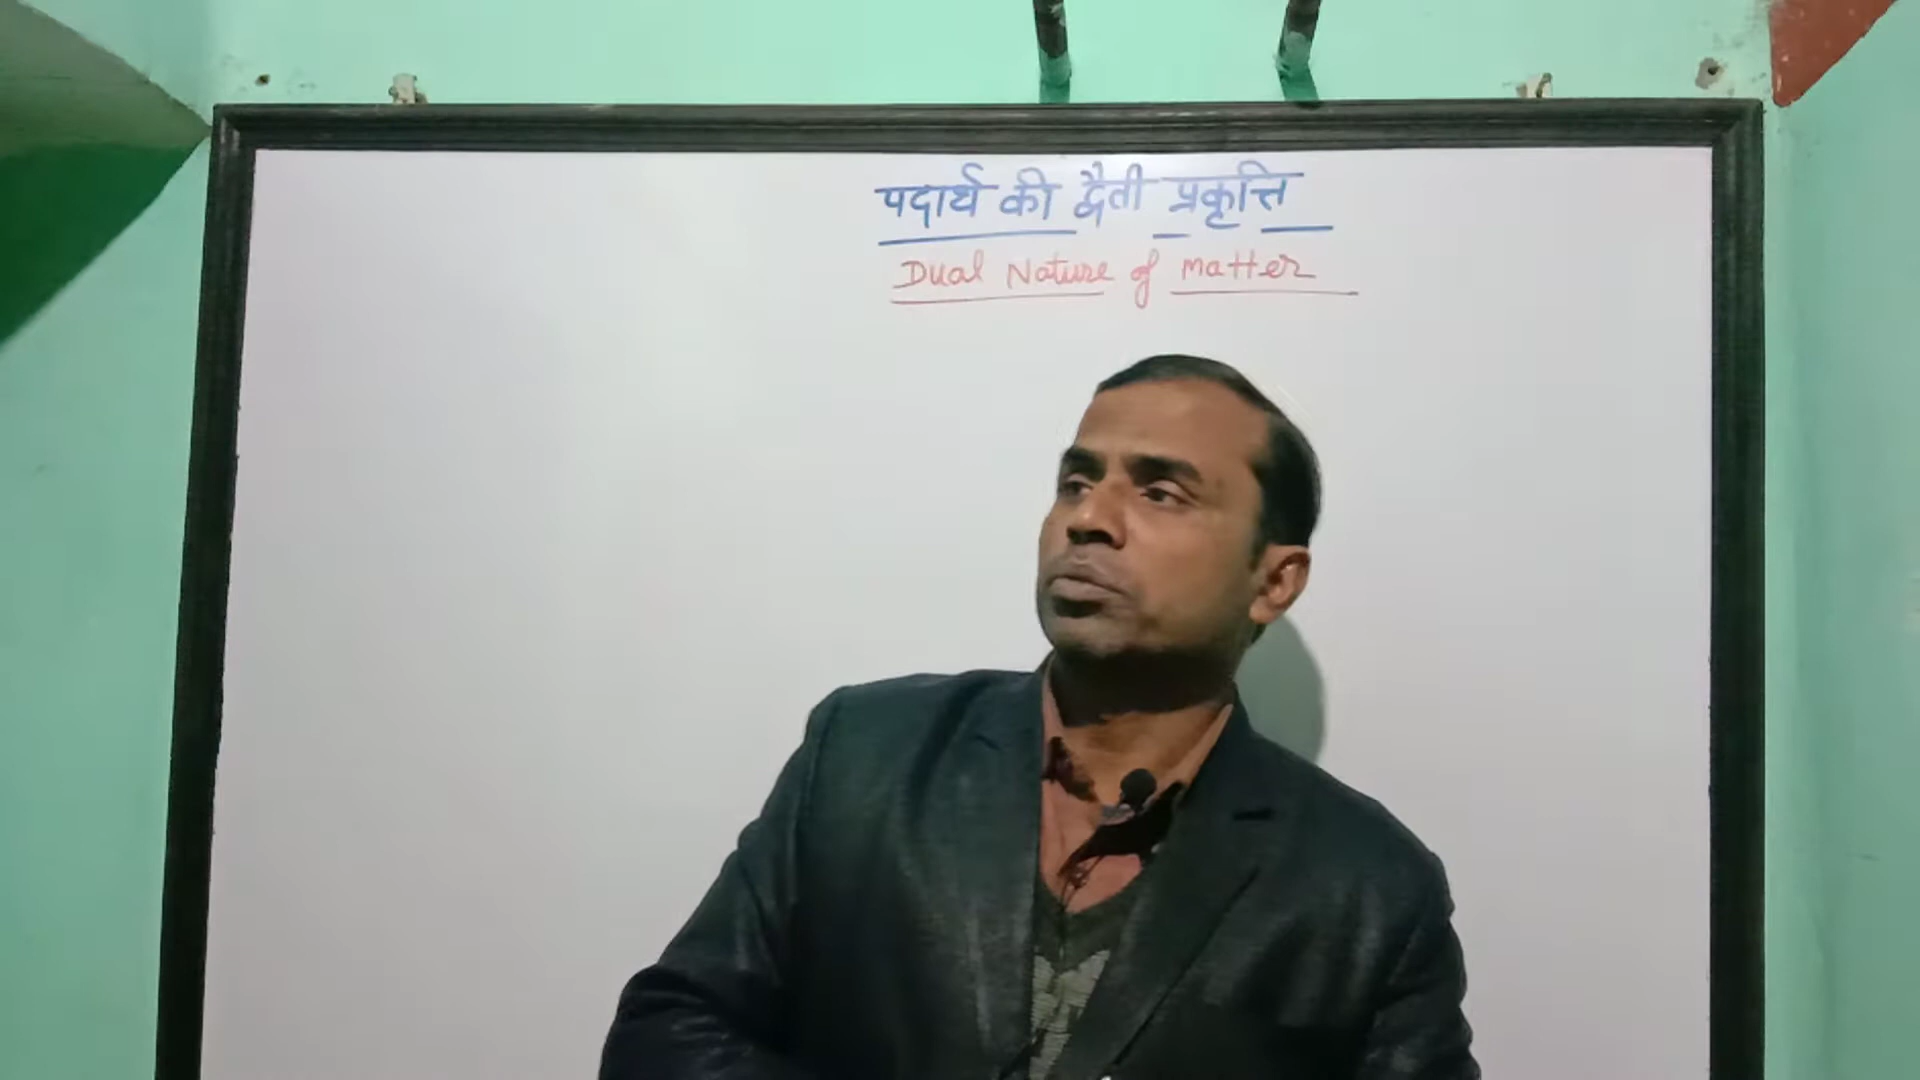 पदार्थ की द्वैती प्रकृत्ति
Dual Nature of matter